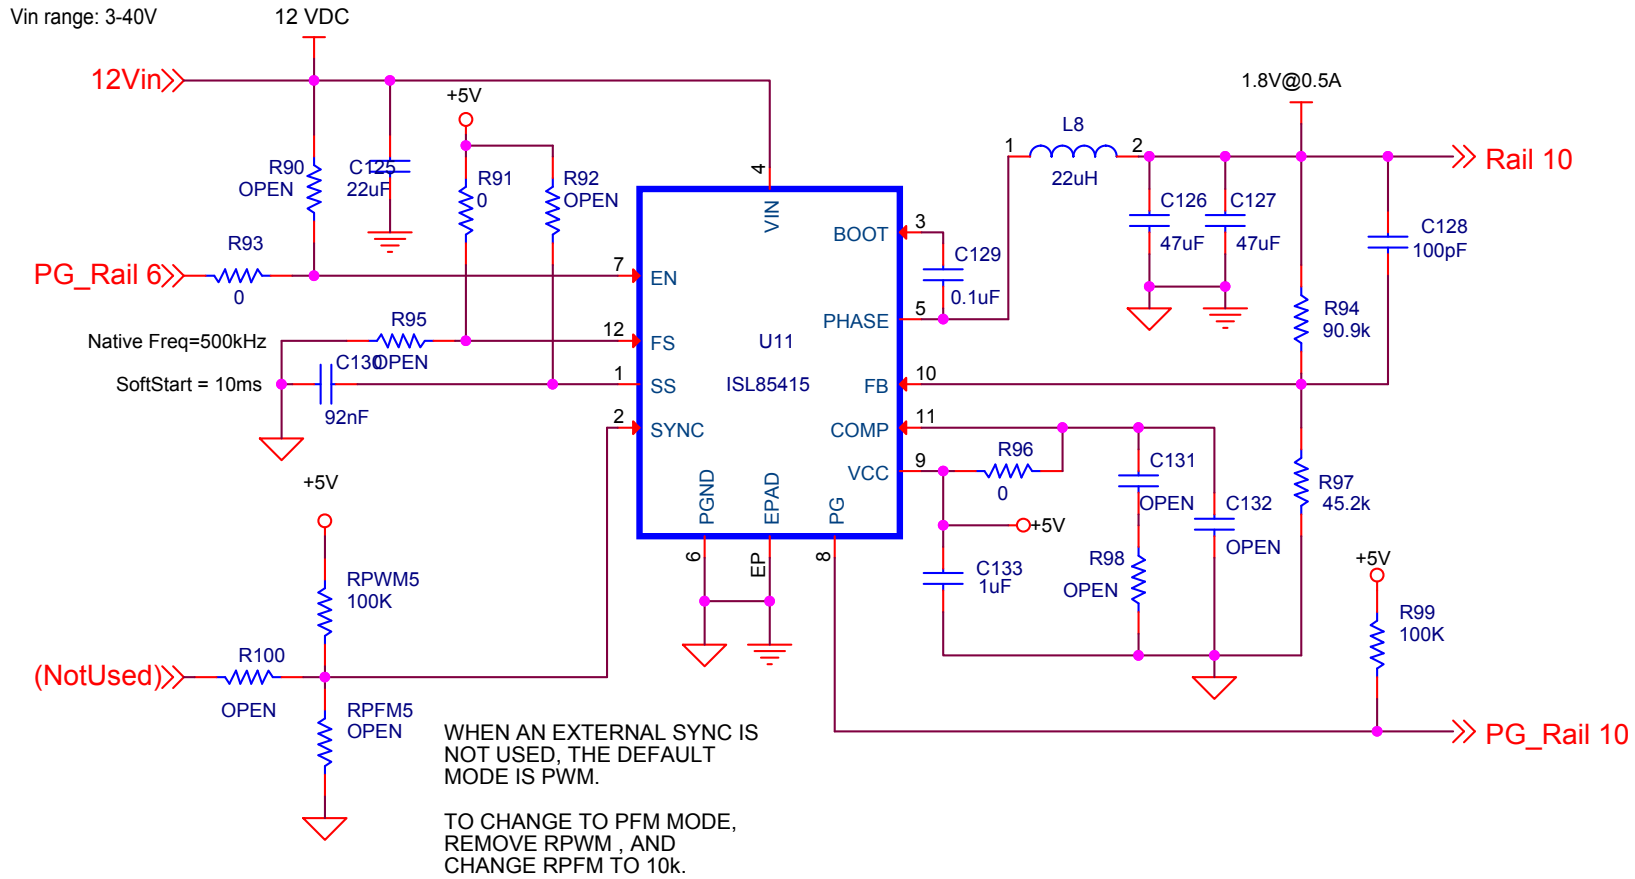 Vin range: 3-40V
12 VDC
12Vin
+5V
1.8V@0.5A
L8
1
2
22uH
Rail 10
R90
OPEN
C125
22uF
R91
0
R92
OPEN
4
VIN
3
BOOT
C129
0.1uF
C126
47uF
C127
47uF
C128
100pF
R93
0
PG_Rail 6
7
EN
5
PHASE
R94
90.9k
Native Freq=500kHz
R95
OPEN
12
FS
U11
ISL85415
SoftStart = 10ms
C130
92nF
1
SS
10
FB
2
SYNC
11
COMP
9
VCC
R96
0
C131
OPEN
C132
OPEN
R97
45.2k
+5V
PGND
EPAD
PG
6
EP
8
+5V
C133
1uF
R98
OPEN
+5V
R99
100K
RPWM5
100K
(NotUsed)
R100
OPEN
RPFM5
OPEN
PG_Rail 10
WHEN AN EXTERNAL SYNC IS
NOT USED, THE DEFAULT
MODE IS PWM.
TO CHANGE TO PFM MODE,
REMOVE RPWM , AND
CHANGE RPFM TO 10k.